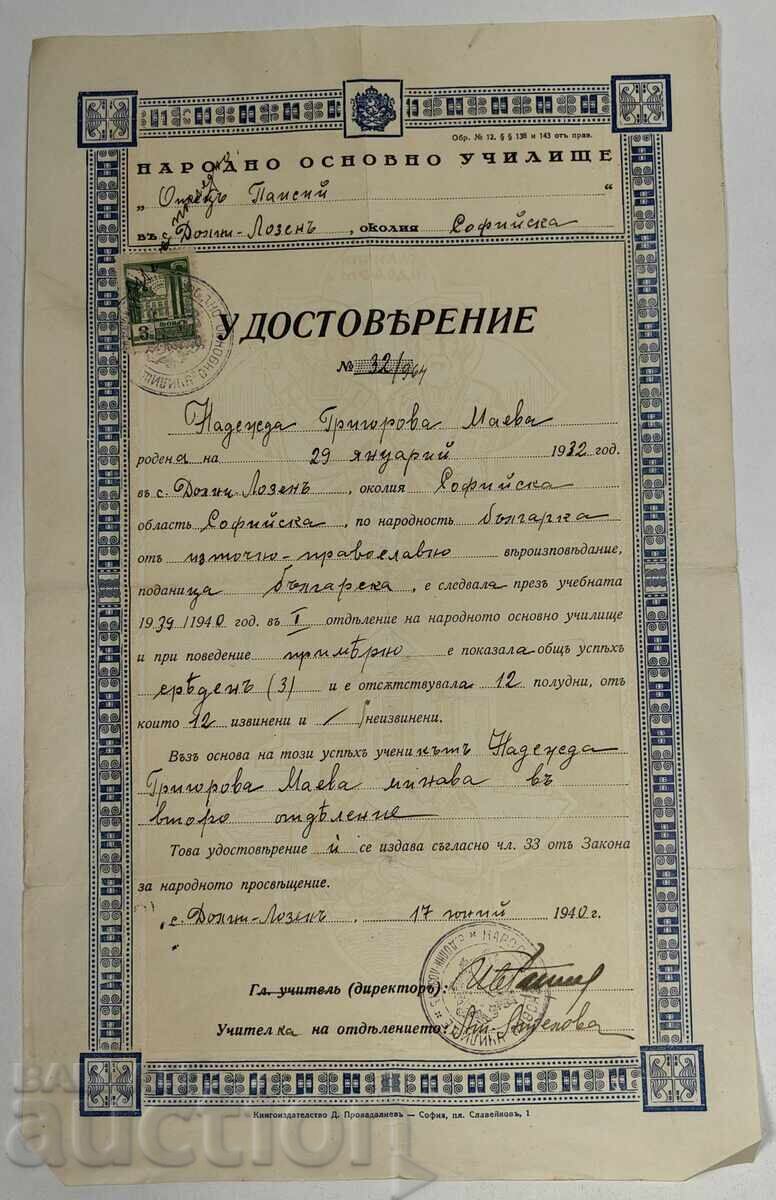 Обр. № 12, § § 138 и 143 отъ прав.
НАРОДНО ОСНОВНО УЧИЛИЩЕ
„ Отецъ Паисий “
въ с. Долни-Лозенъ, околия Софийска
3 ЛЕВА
УДОСТОВѢРЕНИЕ
№ 32/964
Надежда Григорова Маева
родена на 29 януарий 1932 год.
въ с. Долни-Лозенъ, околия Софийска
область Софийска, по народность българка
отъ източно-православно вѣроизповѣдание,
поданица българска, е следвала презъ учебната
1939/1940 год. въ I отдѣление на народното основно училище
и при поведение примѣрно е показала общъ успѣхъ
срѣденъ (3) и е отсѫтствувала 12 полудни, отъ
които 12 извинени и / неизвинени.
Възъ основа на този успѣхъ ученикътъ Надежда
Григорова Маева минава въ
второ отдѣление
Това удостовѣрение ѝ се издава съгласно чл. 33 отъ Закона
за народното просвѣщение.
с. Долни-Лозенъ, 17 юний 1940 г.
Гл. учитель (директоръ):
Учителка на отдѣлението:
Книгоиздателство Д. Провадалиевъ — София, пл. Славейковъ, 1
auction